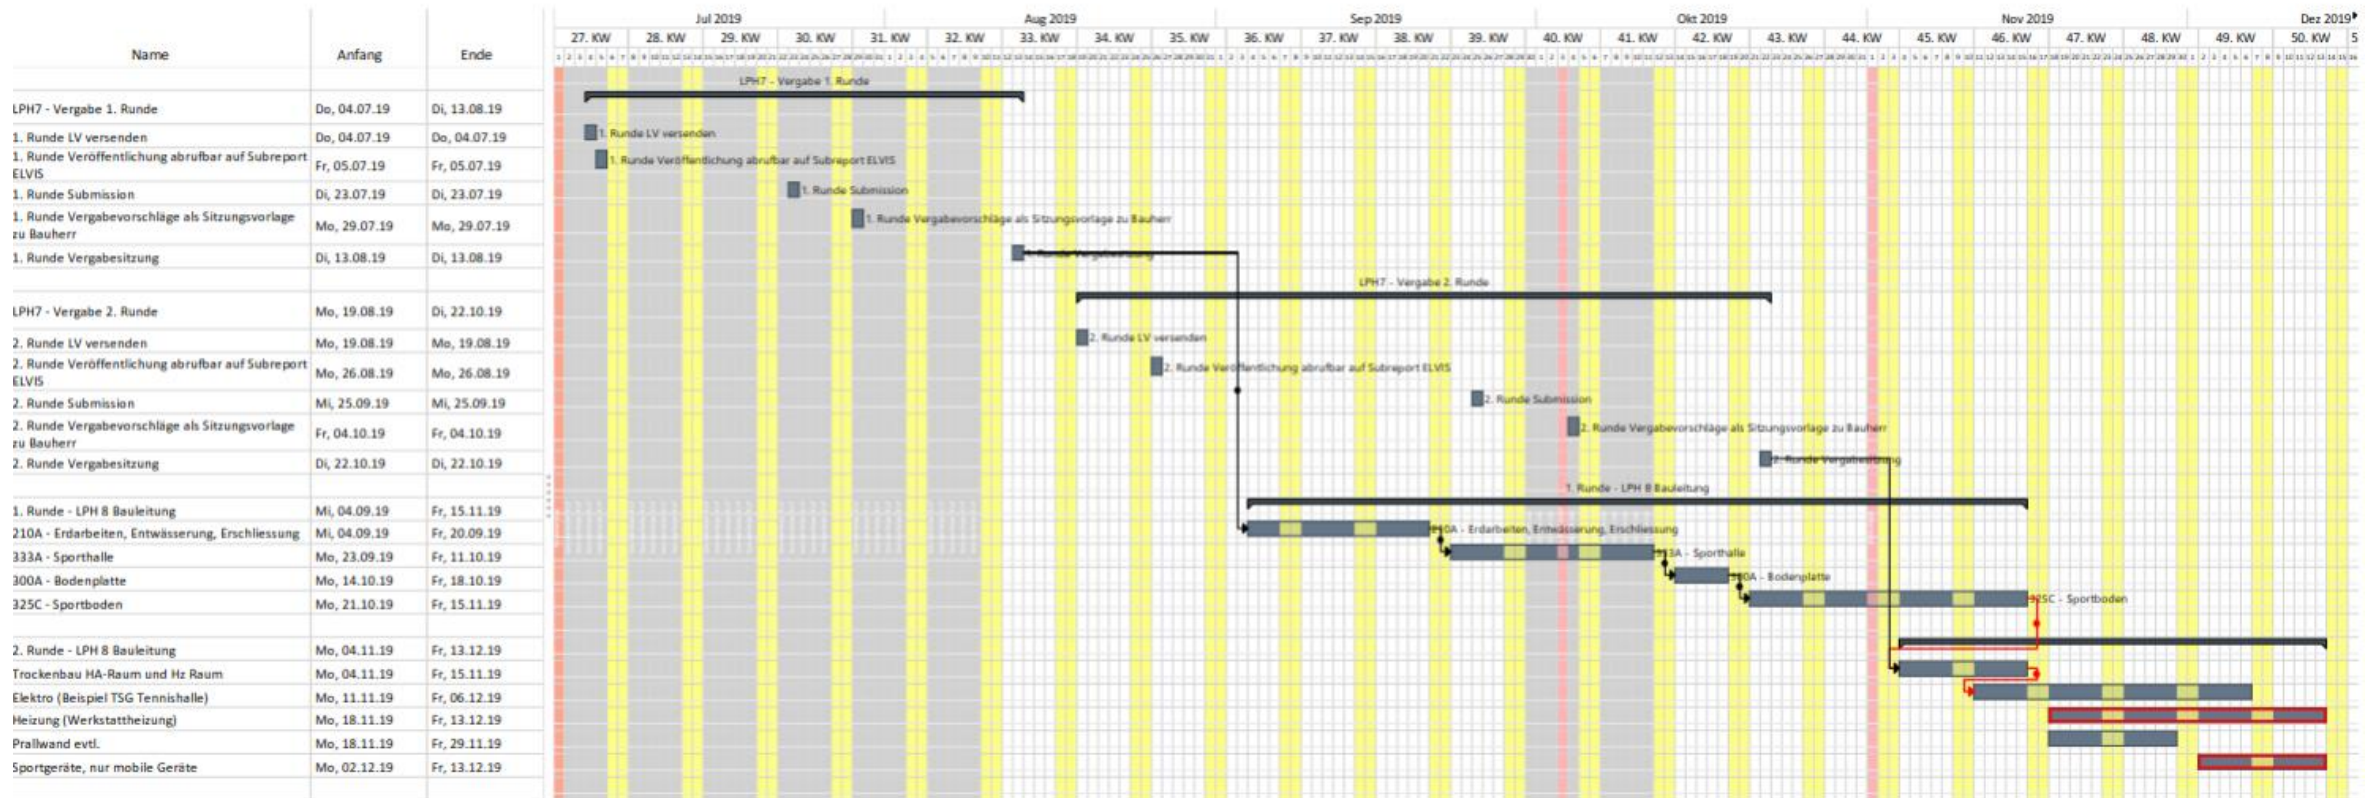 Jul 2019 Aug 2019 Sep 2019 Okt 2019 Nov 2019 Dez 2019
27. KW 28. KW 29. KW 30. KW 31. KW 32. KW 33. KW 34. KW 35. KW 36. KW 37. KW 38. KW 39. KW 40. KW 41. KW 42. KW 43. KW 44. KW 45. KW 46. KW 47. KW 48. KW 49. KW 50. KW 5
Name Anfang Ende
LPH7 - Vergabe 1. Runde
LPH7 - Vergabe 1. Runde Do, 04.07.19 Di, 13.08.19
1. Runde LV versenden Do, 04.07.19 Do, 04.07.19 1. Runde LV versenden
1. Runde Veröffentlichung abrufbar auf Subreport
ELVIS Fr, 05.07.19 Fr, 05.07.19 1. Runde Veröffentlichung abrufbar auf Subreport ELVIS
1. Runde Submission Di, 23.07.19 Di, 23.07.19 1. Runde Submission
1. Runde Vergabevorschläge als Sitzungsvorlage
zu Bauherr Mo, 29.07.19 Mo, 29.07.19 1. Runde Vergabevorschläge als Sitzungsvorlage zu Bauherr
1. Runde Vergabesitzung Di, 13.08.19 Di, 13.08.19 1. Runde Vergabesitzung
LPH7 - Vergabe 2. Runde
LPH7 - Vergabe 2. Runde Mo, 19.08.19 Di, 22.10.19
2. Runde LV versenden Mo, 19.08.19 Mo, 19.08.19 2. Runde LV versenden
2. Runde Veröffentlichung abrufbar auf Subreport
ELVIS Mo, 26.08.19 Mo, 26.08.19 2. Runde Veröffentlichung abrufbar auf Subreport ELVIS
2. Runde Submission Mi, 25.09.19 Mi, 25.09.19 2. Runde Submission
2. Runde Vergabevorschläge als Sitzungsvorlage
zu Bauherr Fr, 04.10.19 Fr, 04.10.19 2. Runde Vergabevorschläge als Sitzungsvorlage zu Bauherr
2. Runde Vergabesitzung Di, 22.10.19 Di, 22.10.19 2. Runde Vergabesitzung
1. Runde - LPH 8 Bauleitung
1. Runde - LPH 8 Bauleitung Mi, 04.09.19 Fr, 15.11.19
210A - Erdarbeiten, Entwässerung, Erschliessung Mi, 04.09.19 Fr, 20.09.19 210A - Erdarbeiten, Entwässerung, Erschliessung
333A - Sporthalle Mo, 23.09.19 Fr, 11.10.19 333A - Sporthalle
300A - Bodenplatte Mo, 14.10.19 Fr, 18.10.19 300A - Bodenplatte
325C - Sportboden Mo, 21.10.19 Fr, 15.11.19 325C - Sportboden
2. Runde - LPH 8 Bauleitung Mo, 04.11.19 Fr, 13.12.19
Trockenbau HA-Raum und Hz Raum Mo, 04.11.19 Fr, 15.11.19
Elektro (Beispiel TSG Tennishalle) Mo, 11.11.19 Fr, 06.12.19
Heizung (Werkstattheizung) Mo, 18.11.19 Fr, 13.12.19
Prallwand evtl. Mo, 18.11.19 Fr, 29.11.19
Sportgeräte, nur mobile Geräte Mo, 02.12.19 Fr, 13.12.19